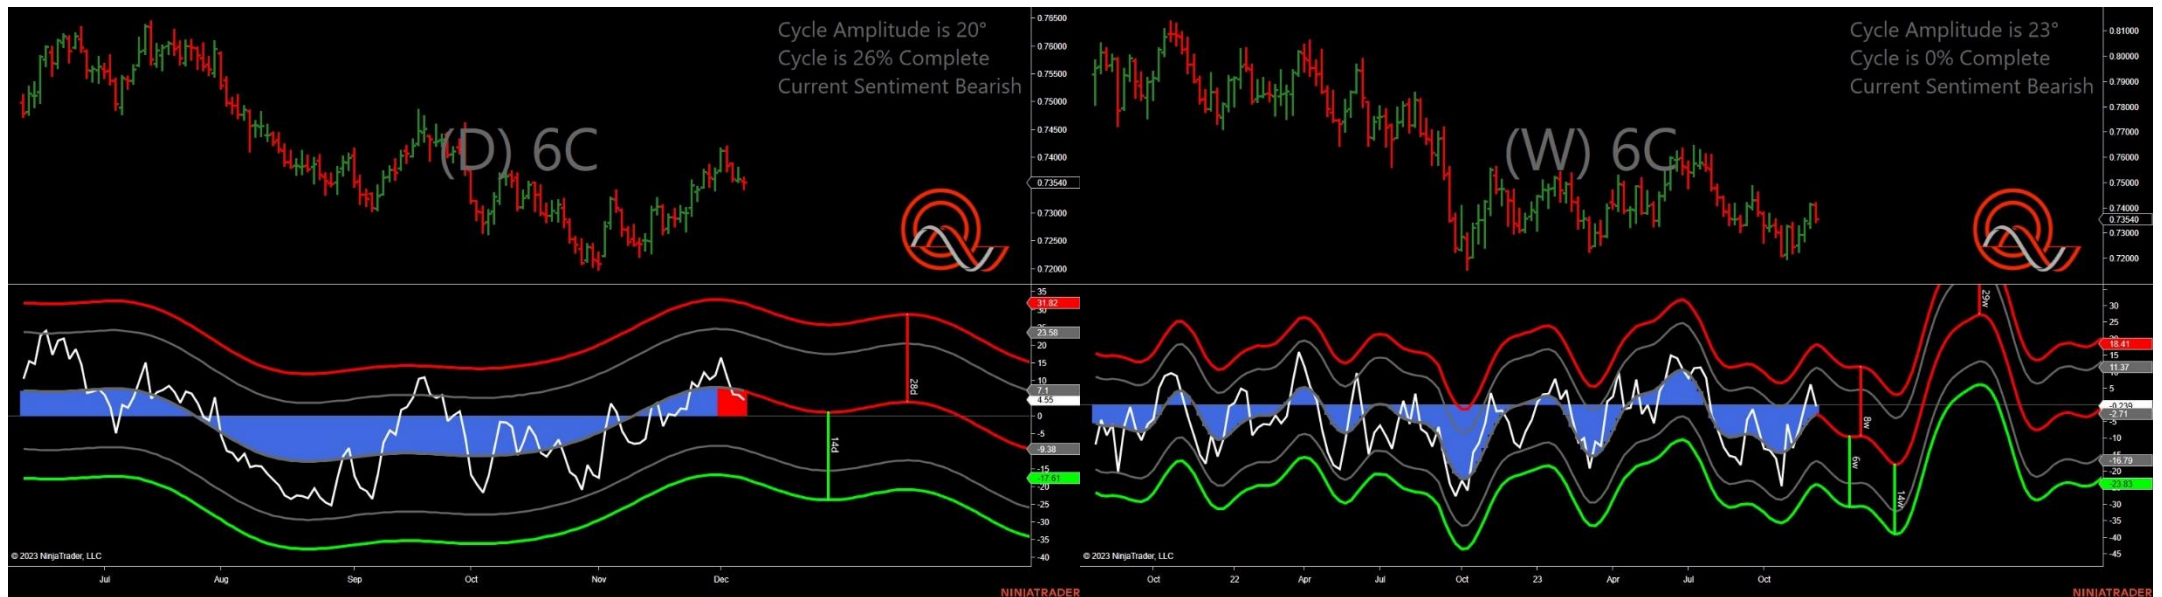 Cycle Amplitude is 20°
Cycle is 26% Complete
Current Sentiment Bearish
(D) 6C
0.76500
0.76000
0.75500
0.75000
0.74500
0.74000
0.73540
0.73000
0.72500
0.72000
35
31.82
30
23.58
20
15
10
7.1
4.55
0
-5
-9.38
-15
-17.61
-20
-25
-30
-35
-40
28d
14d
© 2023 NinjaTrader, LLC
Jul
Aug
Sep
Oct
Nov
Dec
NINJATRADER
Cycle Amplitude is 23°
Cycle is 0% Complete
Current Sentiment Bearish
(W) 6C
0.81000
0.80000
0.79000
0.78000
0.77000
0.76000
0.75000
0.74000
0.73540
0.73000
0.72000
30
25
18.41
15
11.37
5
-0.239
-2.71
-10
-16.79
-20
-23.83
-30
-35
-40
-45
29w
8w
6w
14w
© 2023 NinjaTrader, LLC
Oct
22
Apr
Jul
Oct
23
Apr
Jul
Oct
NINJATRADER